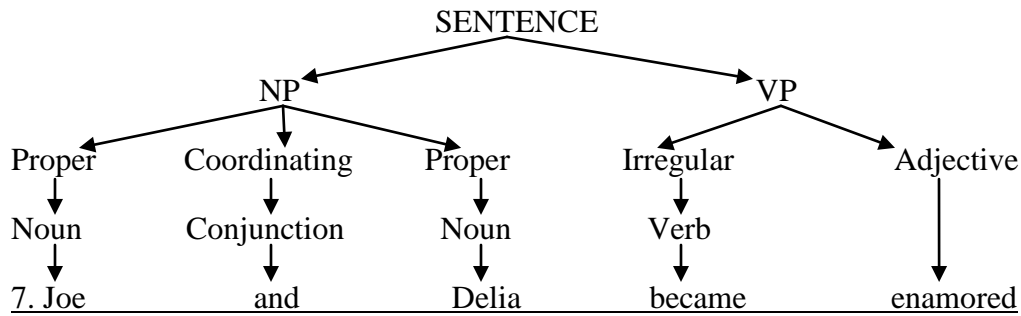 SENTENCE
NP VP
Proper Coordinating Proper Irregular Adjective
Noun Conjunction Noun Verb
7. Joe and Delia became enamored